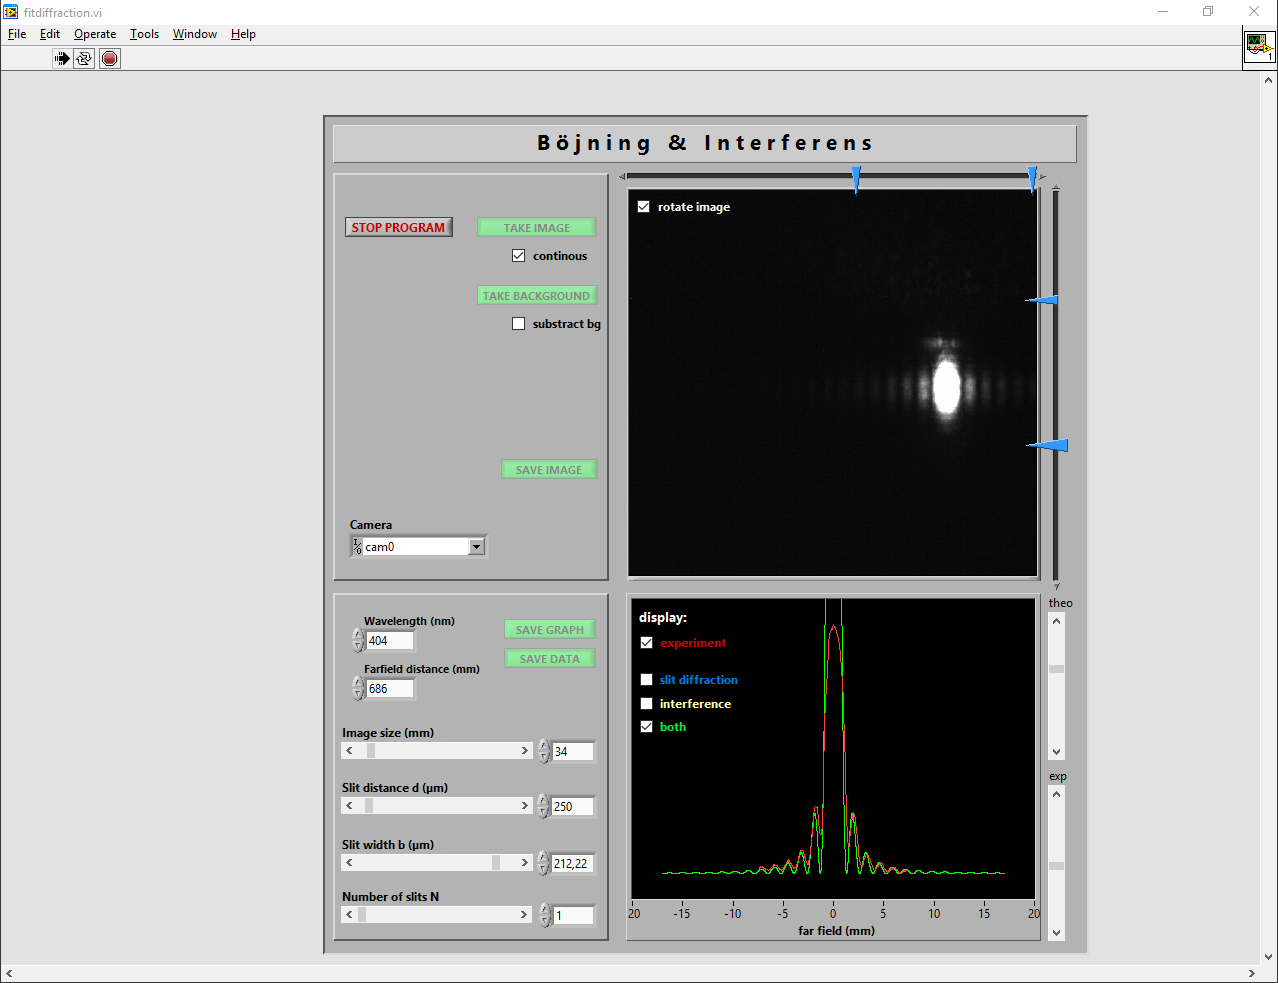 fitdiffraction.vi
File Edit Operate Tools Window Help
1
Böjning & Interferens
STOP PROGRAM
TAKE IMAGE
continous
TAKE BACKGROUND
substract bg
SAVE IMAGE
Camera
I/O cam0
rotate image
Wavelength (nm)
404
SAVE GRAPH
SAVE DATA
Farfield distance (mm)
686
Image size (mm)
34
Slit distance d (µm)
250
Slit width b (µm)
212,22
Number of slits N
1
display:
experiment
slit diffraction
interference
both
20 -15 -10 -5 0 5 10 15 20
far field (mm)
theo
exp